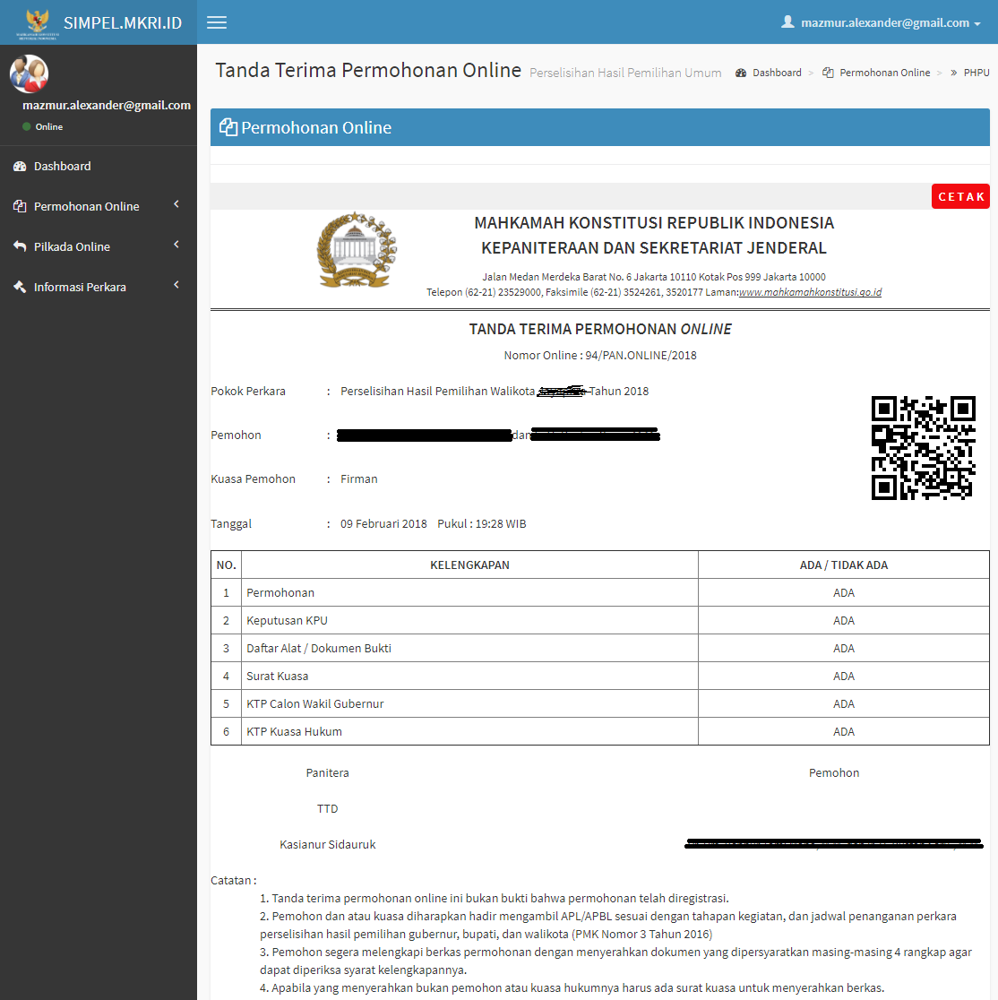 SIMPEL.MKRI.ID
mazmur.alexander@gmail.com
mazmur.alexander@gmail.com
Online
Dashboard
Permohonan Online
Pilkada Online
Informasi Perkara
Tanda Terima Permohonan Online Perselisihan Hasil Pemilihan Umum
Dashboard > Permohonan Online > » PHPU
Permohonan Online
CETAK
MAHKAMAH KONSTITUSI REPUBLIK INDONESIA
KEPANITERAAN DAN SEKRETARIAT JENDERAL
Jalan Medan Merdeka Barat No. 6 Jakarta 10110 Kotak Pos 999 Jakarta 10000
Telepon (62-21) 23529000, Faksimile (62-21) 3524261, 3520177 Laman:www.mahkamahkonstitusi.go.id
TANDA TERIMA PERMOHONAN ONLINE
Nomor Online : 94/PAN.ONLINE/2018
Pokok Perkara : Perselisihan Hasil Pemilihan Walikota Tahun 2018
Pemohon : dan
Kuasa Pemohon : Firman
Tanggal : 09 Februari 2018 Pukul : 19:28 WIB
NO. KELENGKAPAN ADA / TIDAK ADA
1 Permohonan ADA
2 Keputusan KPU ADA
3 Daftar Alat / Dokumen Bukti ADA
4 Surat Kuasa ADA
5 KTP Calon Wakil Gubernur ADA
6 KTP Kuasa Hukum ADA
Panitera Pemohon
TTD
Kasianur Sidauruk
Catatan :
1. Tanda terima permohonan online ini bukan bukti bahwa permohonan telah diregistrasi.
2. Pemohon dan atau kuasa diharapkan hadir mengambil APL/APBL sesuai dengan tahapan kegiatan, dan jadwal penanganan perkara
perselisihan hasil pemilihan gubernur, bupati, dan walikota (PMK Nomor 3 Tahun 2016)
3. Pemohon segera melengkapi berkas permohonan dengan menyerahkan dokumen yang dipersyaratkan masing-masing 4 rangkap agar
dapat diperiksa syarat kelengkapannya.
4. Apabila yang menyerahkan bukan pemohon atau kuasa hukumnya harus ada surat kuasa untuk menyerahkan berkas.